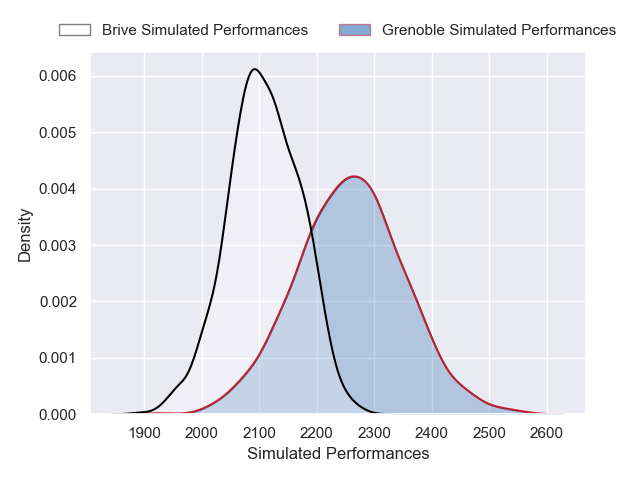 Brive Simulated Performances
Grenoble Simulated Performances
0.006
0.005
0.004
0.003
0.002
0.001
0.000
Density
1900 2000 2100 2200 2300 2400 2500 2600
Simulated Performances